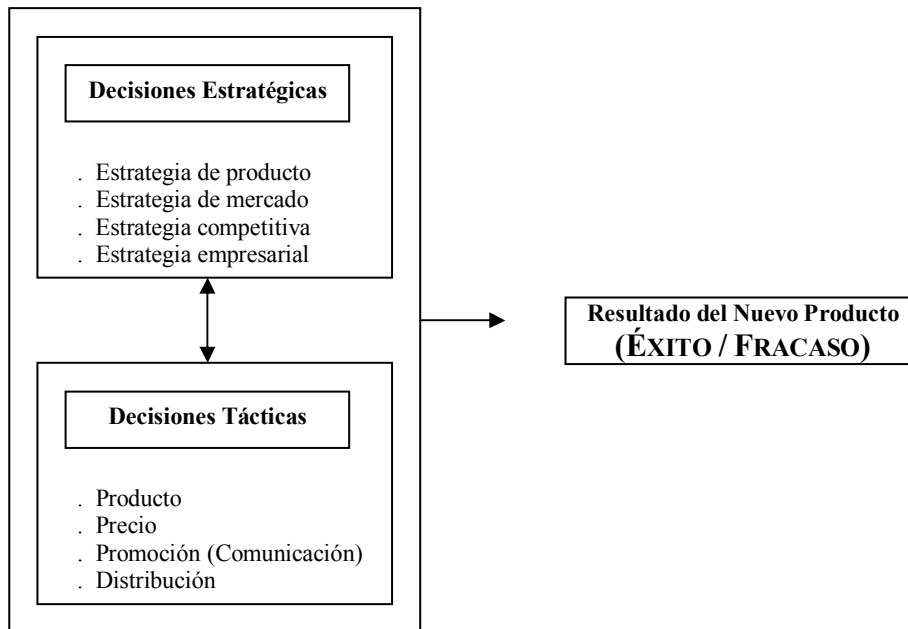 Decisiones Estratégicas
. Estrategia de producto
. Estrategia de mercado
. Estrategia competitiva
. Estrategia empresarial
Resultado del Nuevo Producto
(ÉXITO / FRACASO)
Decisiones Tácticas
. Producto
. Precio
. Promoción (Comunicación)
. Distribución